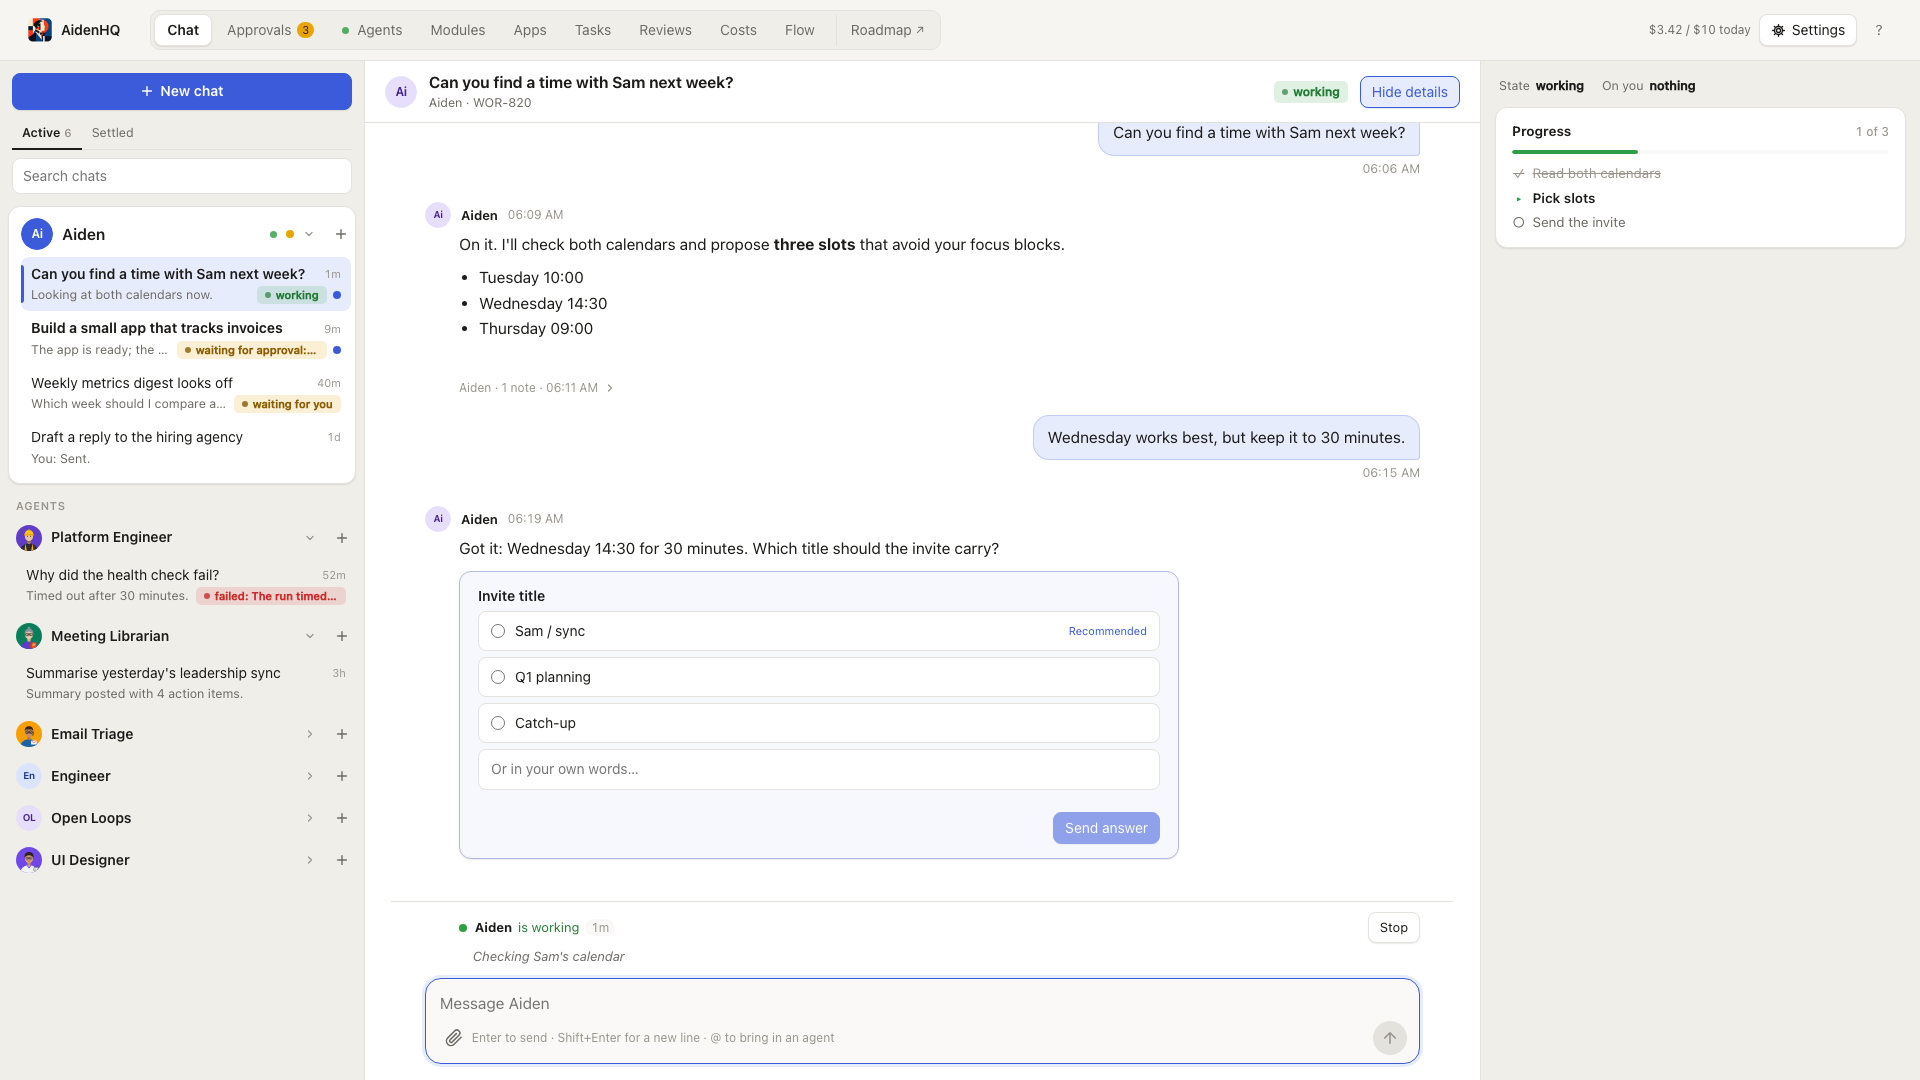 AidenHQ
Chat
Approvals 3
Agents
Modules
Apps
Tasks
Reviews
Costs
Flow
Roadmap ↗
$3.42 / $10 today
Settings
?
+ New chat
Active 6
Settled
Search chats
Ai
Aiden
Can you find a time with Sam next week? 1m
Looking at both calendars now. working
Build a small app that tracks invoices 9m
The app is ready; the ... waiting for approval:...
Weekly metrics digest looks off 40m
Which week should I compare a... waiting for you
Draft a reply to the hiring agency 1d
You: Sent.
AGENTS
Platform Engineer
Why did the health check fail? 52m
Timed out after 30 minutes. failed: The run timed...
Meeting Librarian
Summarise yesterday's leadership sync 3h
Summary posted with 4 action items.
Email Triage
En Engineer
OL Open Loops
UI Designer
Ai
Can you find a time with Sam next week?
Aiden · WOR-820
working
Hide details
Can you find a time with Sam next week?
06:06 AM
Ai Aiden 06:09 AM
On it. I'll check both calendars and propose three slots that avoid your focus blocks.
• Tuesday 10:00
• Wednesday 14:30
• Thursday 09:00
Aiden · 1 note · 06:11 AM
Wednesday works best, but keep it to 30 minutes.
06:15 AM
Ai Aiden 06:19 AM
Got it: Wednesday 14:30 for 30 minutes. Which title should the invite carry?
Invite title
Sam / sync Recommended
Q1 planning
Catch-up
Or in your own words...
Send answer
Aiden is working 1m
Stop
Checking Sam's calendar
Message Aiden
Enter to send · Shift+Enter for a new line · @ to bring in an agent
State working On you nothing
Progress 1 of 3
Read both calendars
Pick slots
Send the invite